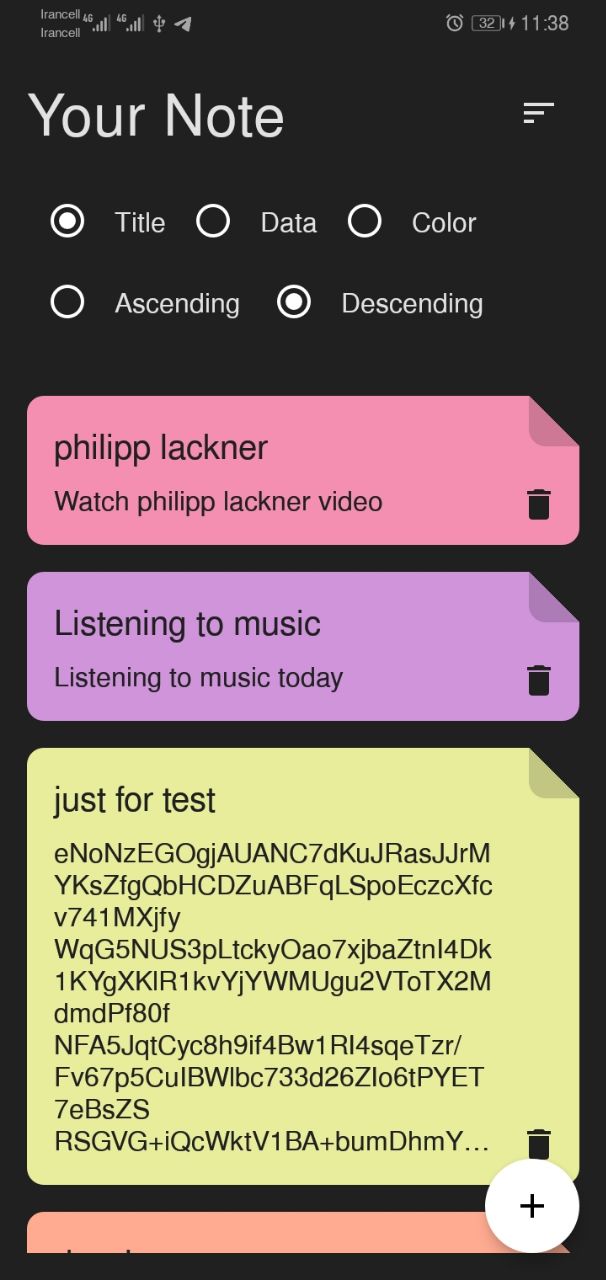 Irancell 4G 4G 32 11:38
Irancell
Your Note
Title Data Color
Ascending Descending
philipp lackner
Watch philipp lackner video
Listening to music
Listening to music today
just for test
eNoNzEGOgjAUANC7dKuJRasJJrM
YKsZfgQbHCDZuABFqLSpoEczcXfc
v741MXjfy
WqG5NUS3pLtckyOao7xjbaZtnI4Dk
1KYgXKlR1kvYjYWMUgu2VToTX2M
dmdPf80f
NFA5JqtCyc8h9if4Bw1RI4sqeTzr/
Fv67p5CuIBWlbc733d26ZIo6tPYET
7eBsZS
RSGVG+iQcWktV1BA+bumDhmY...